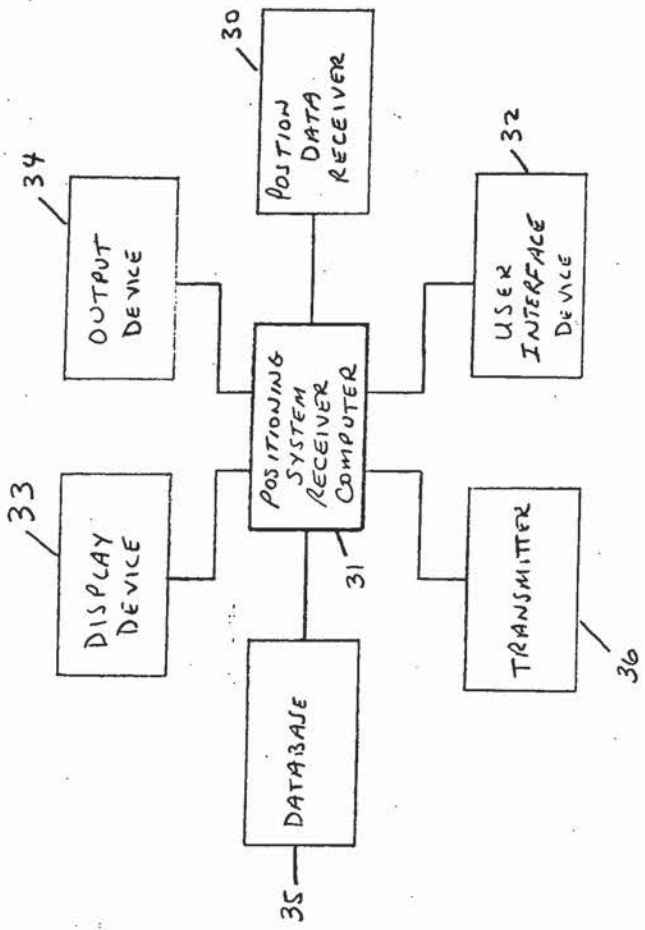 33
DISPLAY
DEVICE
34
OUTPUT
DEVICE
35
DATABASE
POSITIONING
SYSTEM
RECEIVER
COMPUTER
31
30
POSITION
DATA
RECEIVER
TRANSMITTER
36
32
USER
INTERFACE
DEVICE